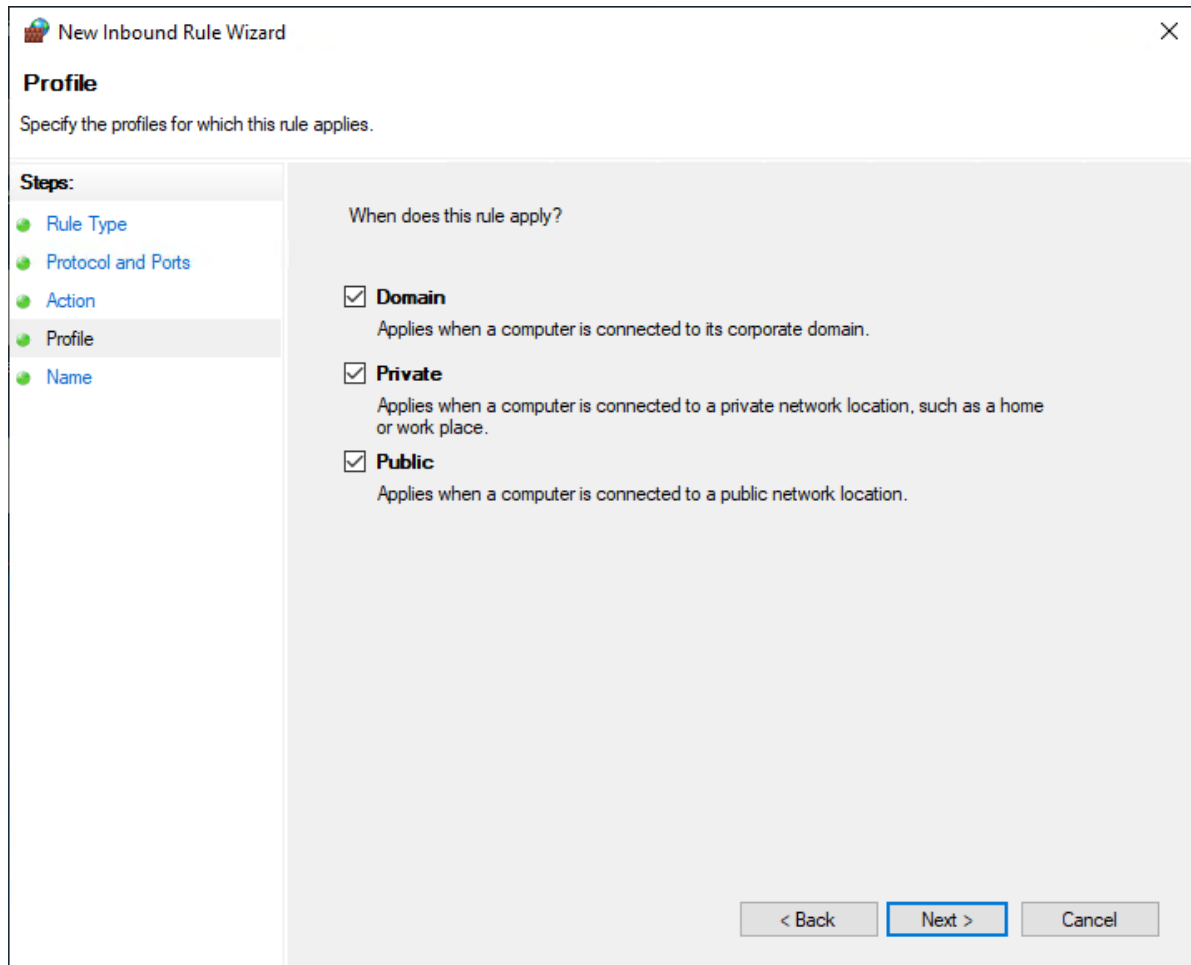 New Inbound Rule Wizard
Profile
Specify the profiles for which this rule applies.
Steps:
Rule Type
Protocol and Ports
Action
Profile
Name
When does this rule apply?
Domain
Applies when a computer is connected to its corporate domain.
Private
Applies when a computer is connected to a private network location, such as a home
or work place.
Public
Applies when a computer is connected to a public network location.
< Back
Next >
Cancel